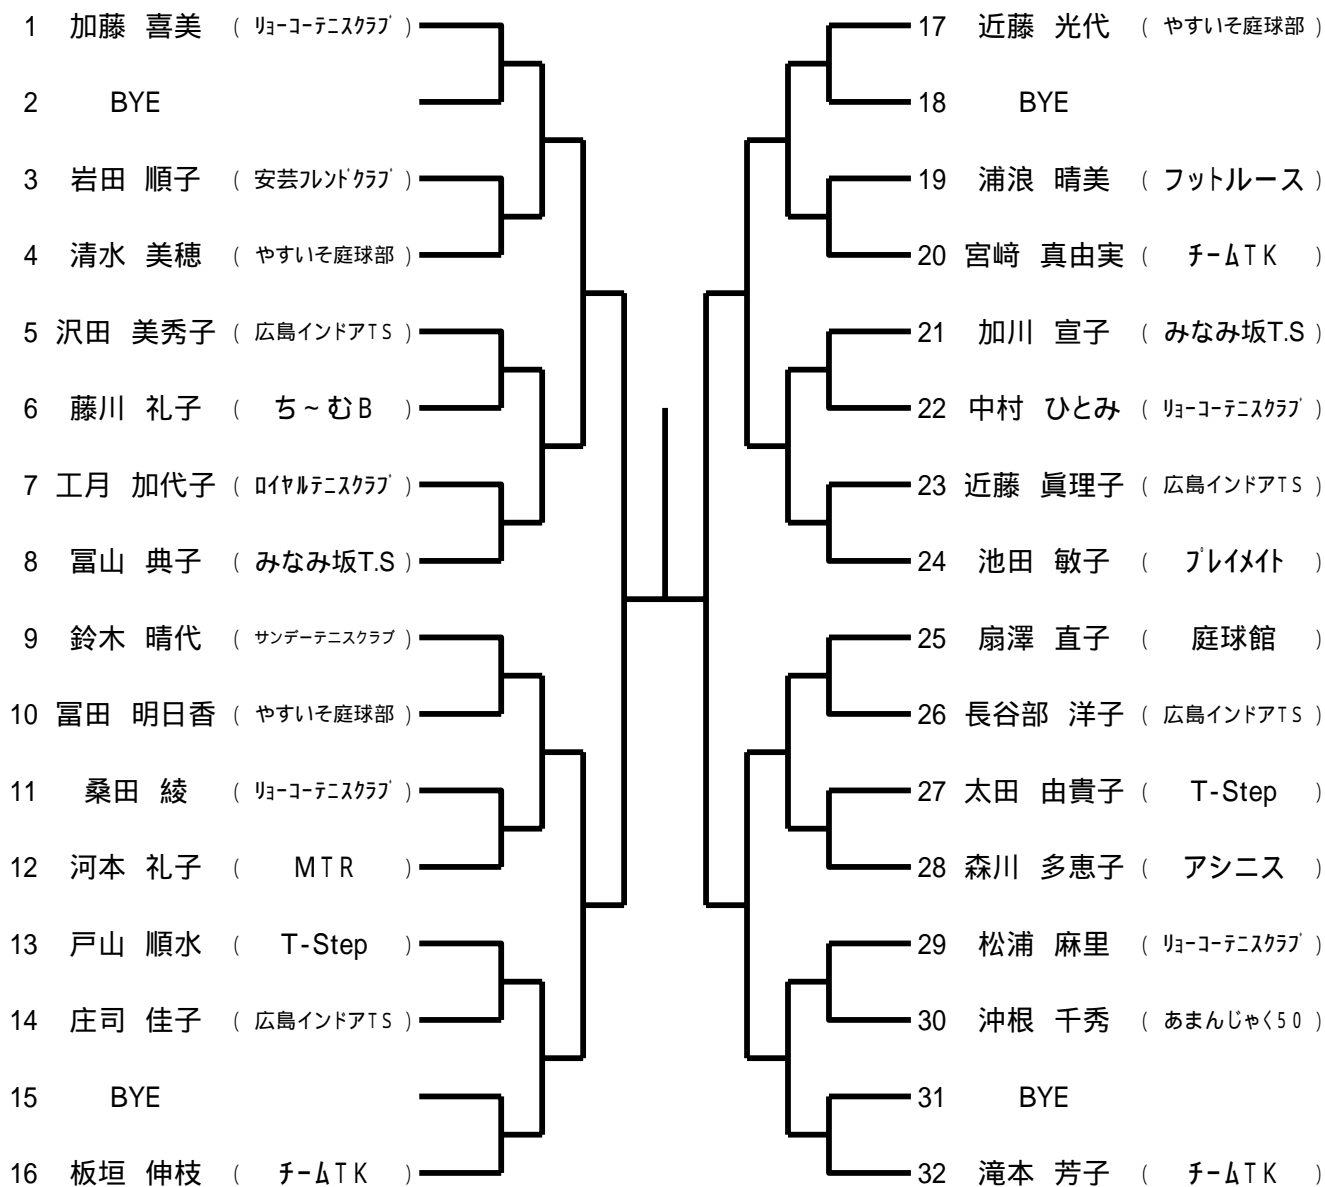 1 加藤 喜美 ( ﾘｮｰｺｰﾃﾆｽｸﾗﾌﾞ )
2 BYE
3 岩田 順子 ( 安芸ﾌﾚﾝﾄﾞｸﾗﾌﾞ )
4 清水 美穂 ( やすいそ庭球部 )
5 沢田 美秀子 ( 広島インドアTS )
6 藤川 礼子 ( ち～むB )
7 工月 加代子 ( ﾛｲﾔﾙﾃﾆｽｸﾗﾌﾞ )
8 冨山 典子 ( みなみ坂T.S )
9 鈴木 晴代 ( サンデーテニスクラブ )
10 冨田 明日香 ( やすいそ庭球部 )
11 桑田 綾 ( ﾘｮｰｺｰﾃﾆｽｸﾗﾌﾞ )
12 河本 礼子 ( MTR )
13 戸山 順水 ( T-Step )
14 庄司 佳子 ( 広島インドアTS )
15 BYE
16 板垣 伸枝 ( ﾁｰﾑTK )
17 近藤 光代 ( やすいそ庭球部 )
18 BYE
19 浦浪 晴美 ( フットルース )
20 宮﨑 真由実 ( ﾁｰﾑTK )
21 加川 宣子 ( みなみ坂T.S )
22 中村 ひとみ ( ﾘｮｰｺｰﾃﾆｽｸﾗﾌﾞ )
23 近藤 眞理子 ( 広島インドアTS )
24 池田 敏子 ( ﾌﾟﾚｲﾒｲﾄ )
25 扇澤 直子 ( 庭球館 )
26 長谷部 洋子 ( 広島インドアTS )
27 太田 由貴子 ( T-Step )
28 森川 多恵子 ( アシニス )
29 松浦 麻里 ( ﾘｮｰｺｰﾃﾆｽｸﾗﾌﾞ )
30 沖根 千秀 ( あまんじゃく50 )
31 BYE
32 滝本 芳子 ( ﾁｰﾑTK )